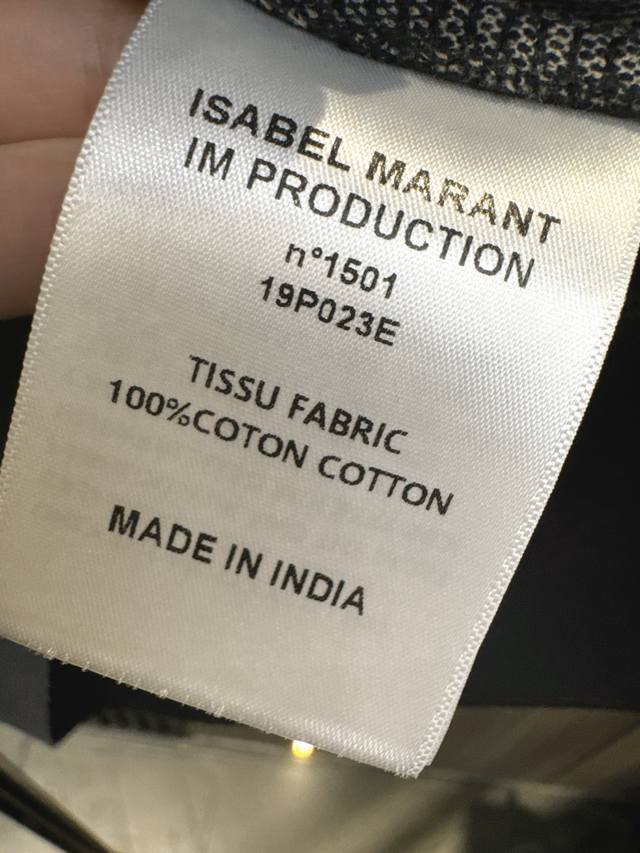 ISABEL MARANT
IM PRODUCTION
n°1501
19P023E
TISSU FABRIC
100%COTON COTTON
MADE IN INDIA